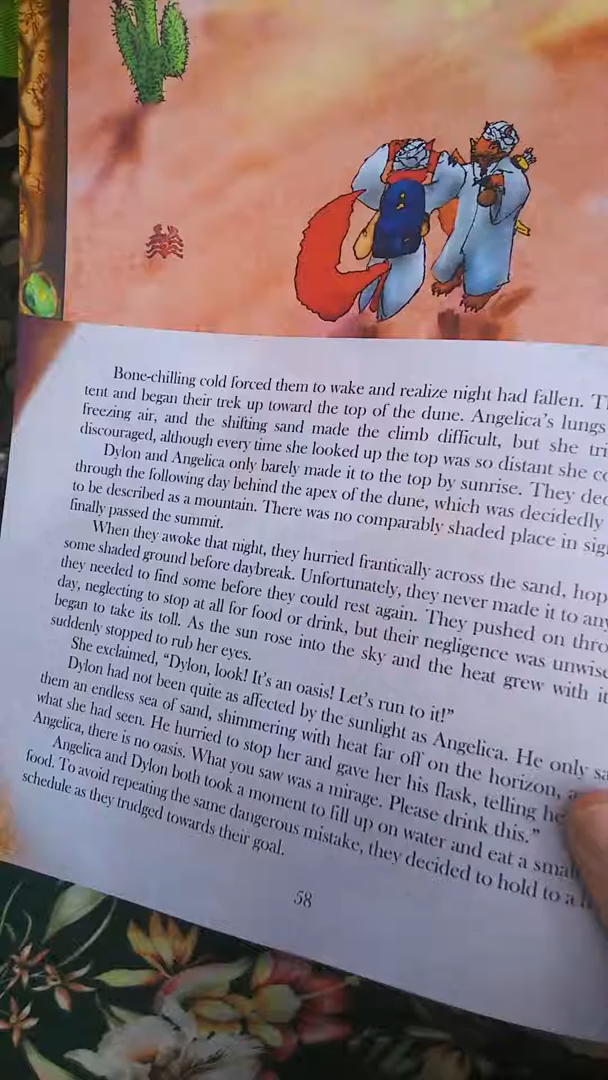 Bone-chilling cold forced them to wake and realize night had fallen.
tent and began their trek up toward the top of the dune. Angelica's lungs
freezing air, and the shifting sand made the climb difficult, but she
discouraged, although every time she looked up the top was so distant she
Dylon and Angelica only barely made it to the top by sunrise. They
through the following day behind the apex of the dune, which was decidedly
to be described as a mountain. There was no comparably shaded place in
finally passed the summit.
When they awoke that night, they hurried frantically across the sand,
some shaded ground before daybreak. Unfortunately, they never made it to
they needed to find some before they could rest again. They pushed on
day, neglecting to stop at all for food or drink, but their negligence was
began to take its toll. As the sun rose into the sky and the heat grew with
suddenly stopped to rub her eyes.
She exclaimed, “Dylon, look! It's an oasis! Let's run to it!”
Dylon had not been quite as affected by the sunlight as Angelica. He only
them an endless sea of sand, shimmering with heat far off on the horizon,
what she had seen. He hurried to stop her and gave her his flask, telling
Angelica, there is no oasis. What you saw was a mirage. Please drink this.”
Angelica and Dylon both took a moment to fill up on water and eat a
food. To avoid repeating the same dangerous mistake, they decided to hold to a
schedule as they trudged towards their goal.
58